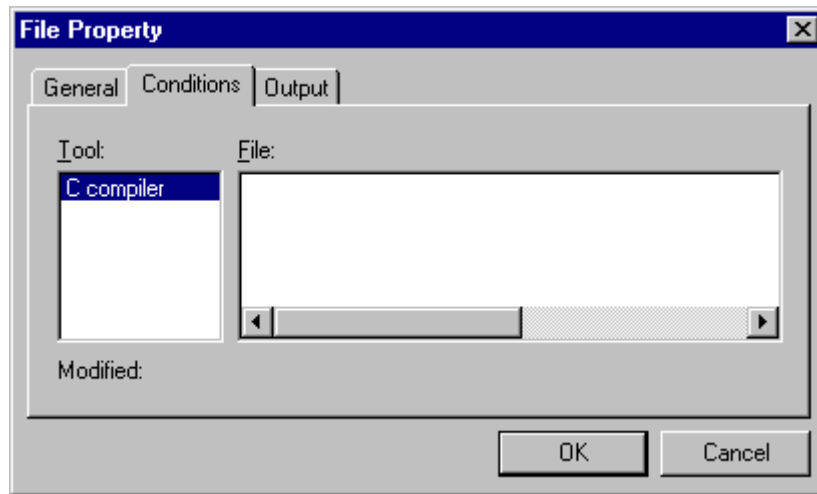 File Property
General Conditions Output
Tool: File:
C compiler
Modified:
OK Cancel